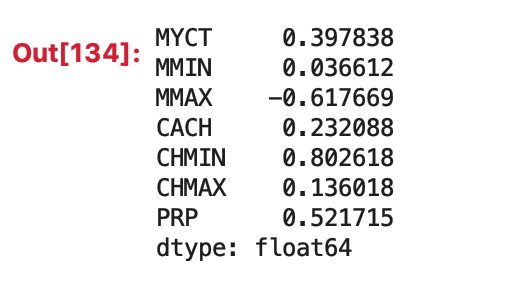 Out[134]: MYCT 0.397838
MMIN 0.036612
MMAX -0.617669
CACH 0.232088
CHMIN 0.802618
CHMAX 0.136018
PRP 0.521715
dtype: float64